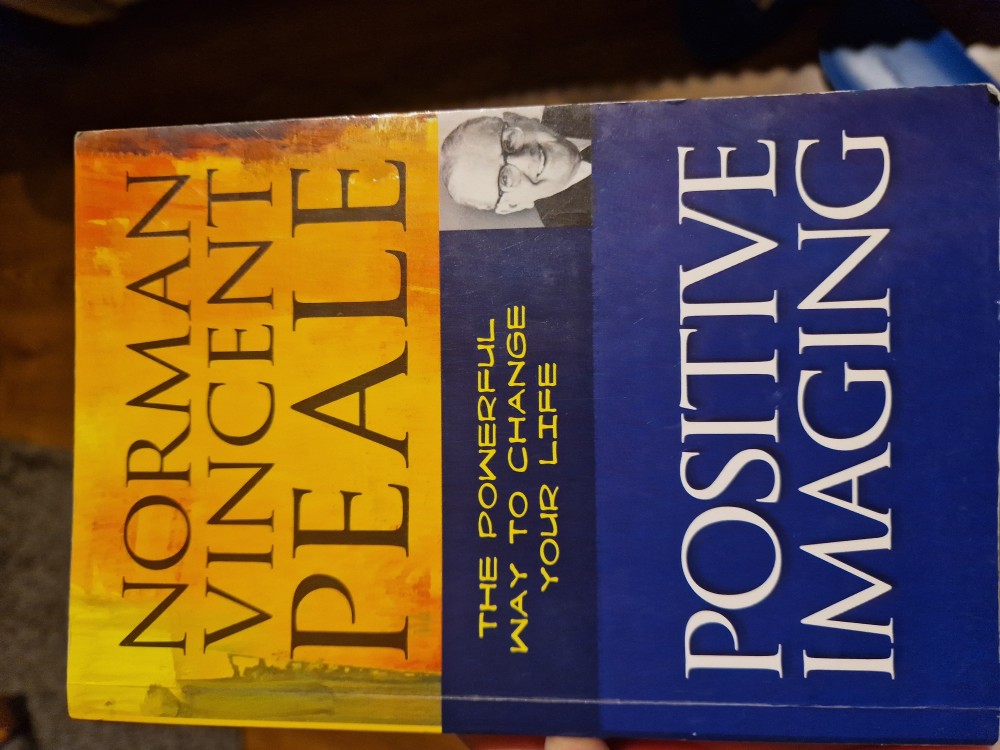 NORMAN
VINCENT
PEALE
THE POWERFUL
WAY TO CHANGE
YOUR LIFE
POSITIVE
IMAGING